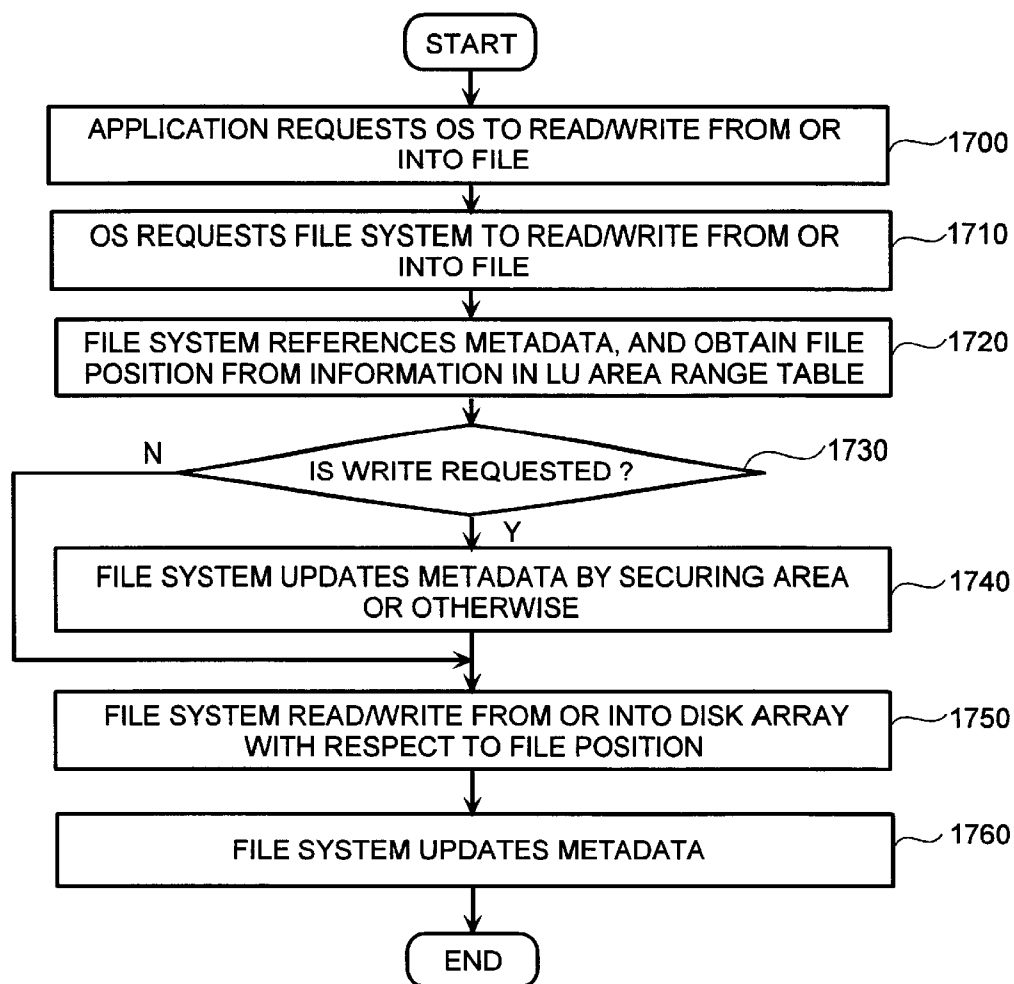 START
APPLICATION REQUESTS OS TO READ/WRITE FROM OR
INTO FILE
1700
OS REQUESTS FILE SYSTEM TO READ/WRITE FROM OR
INTO FILE
1710
FILE SYSTEM REFERENCES METADATA, AND OBTAIN FILE
POSITION FROM INFORMATION IN LU AREA RANGE TABLE
1720
IS WRITE REQUESTED ?
1730
N
Y
FILE SYSTEM UPDATES METADATA BY SECURING AREA
OR OTHERWISE
1740
FILE SYSTEM READ/WRITE FROM OR INTO DISK ARRAY
WITH RESPECT TO FILE POSITION
1750
FILE SYSTEM UPDATES METADATA
1760
END